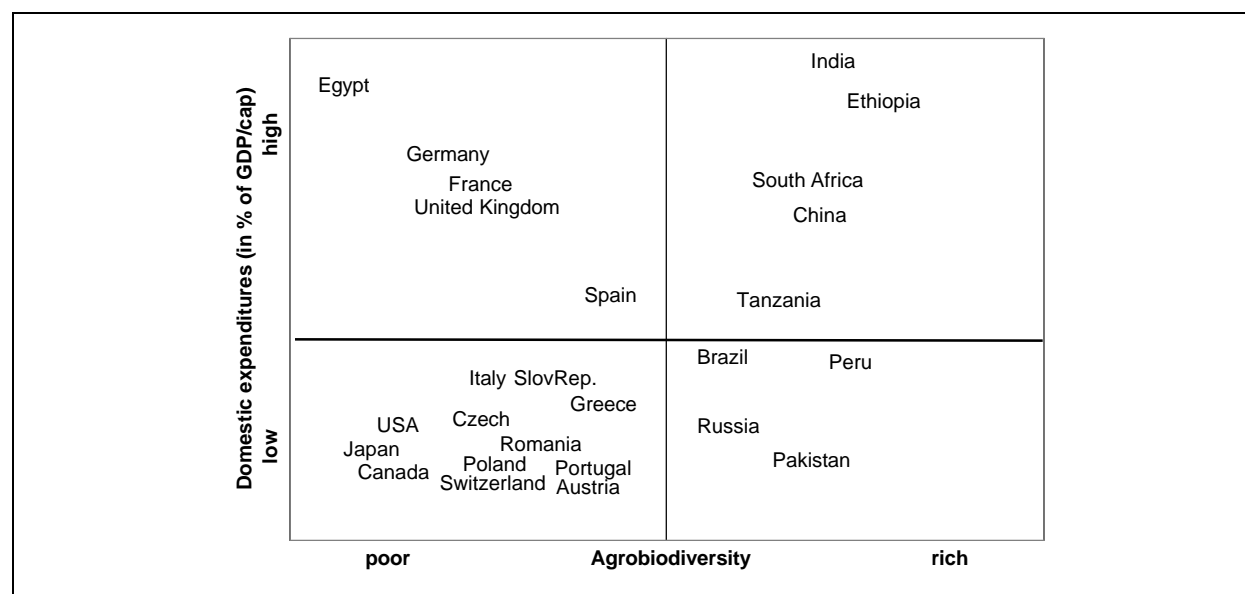 Domestic expenditures (in % of GDP/cap)
high
low
India
Egypt
Ethiopia
Germany
France
South Africa
United Kingdom
China
Spain
Tanzania
Brazil
Peru
Italy SlovRep.
Greece
Czech
USA
Russia
Romania
Japan
Pakistan
Poland
Portugal
Canada
Switzerland
Austria
poor
Agrobiodiversity
rich